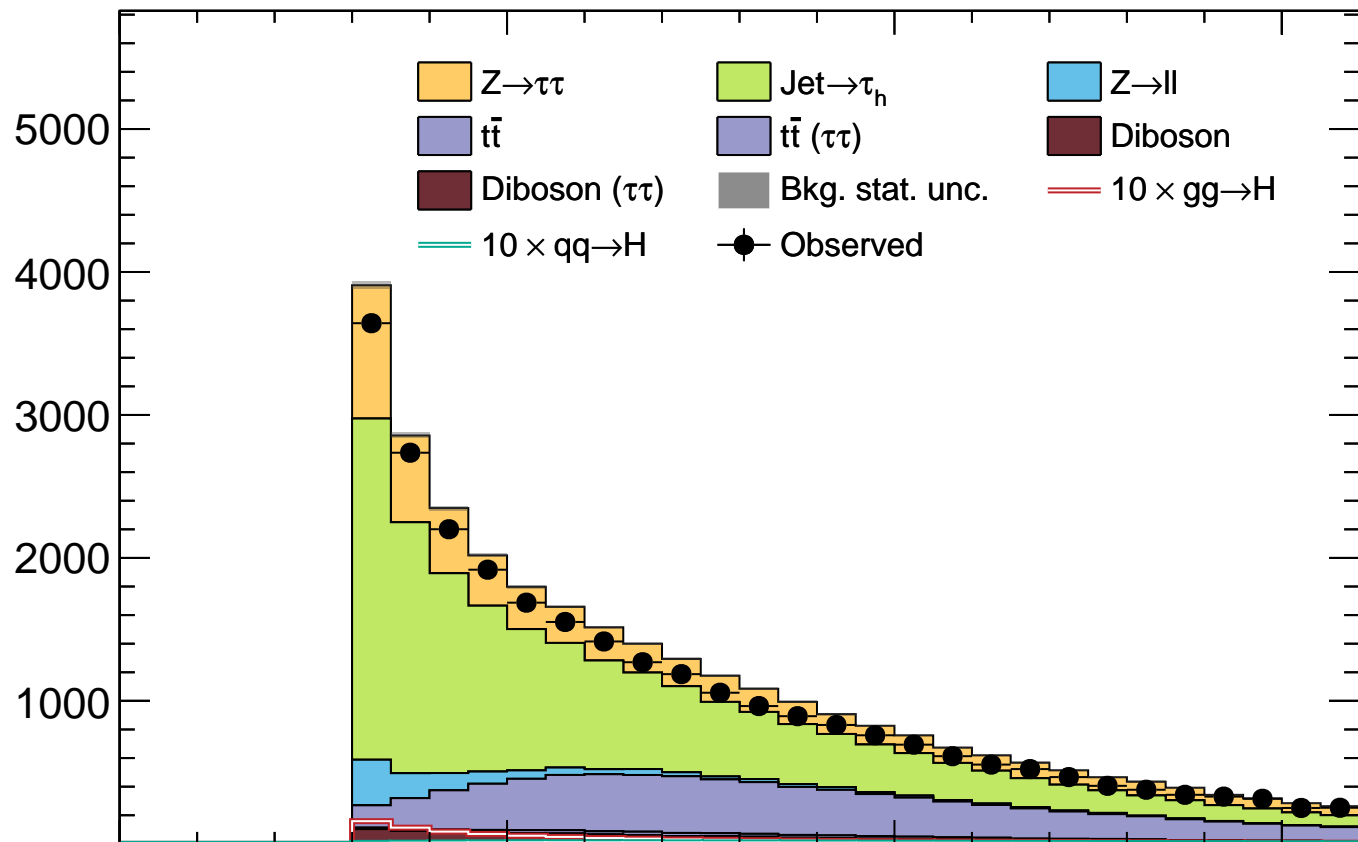 Z→ττ Jet→τₕ Z→ll
5000
tt̄ tt̄ (ττ) Diboson
Diboson (ττ) Bkg. stat. unc. 10 × gg→H
10 × qq→H Observed
4000
3000
2000
1000